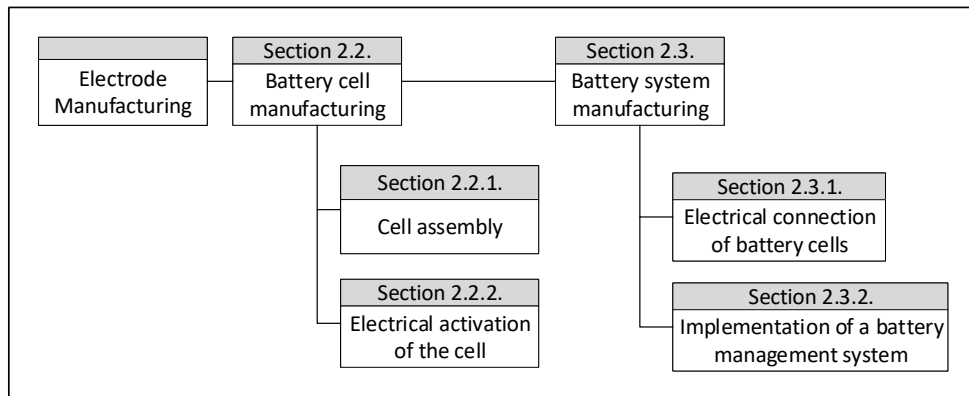 Electrode
Manufacturing
Section 2.2.
Battery cell
manufacturing
Section 2.3.
Battery system
manufacturing
Section 2.2.1.
Cell assembly
Section 2.2.2.
Electrical activation
of the cell
Section 2.3.1.
Electrical connection
of battery cells
Section 2.3.2.
Implementation of a battery
management system